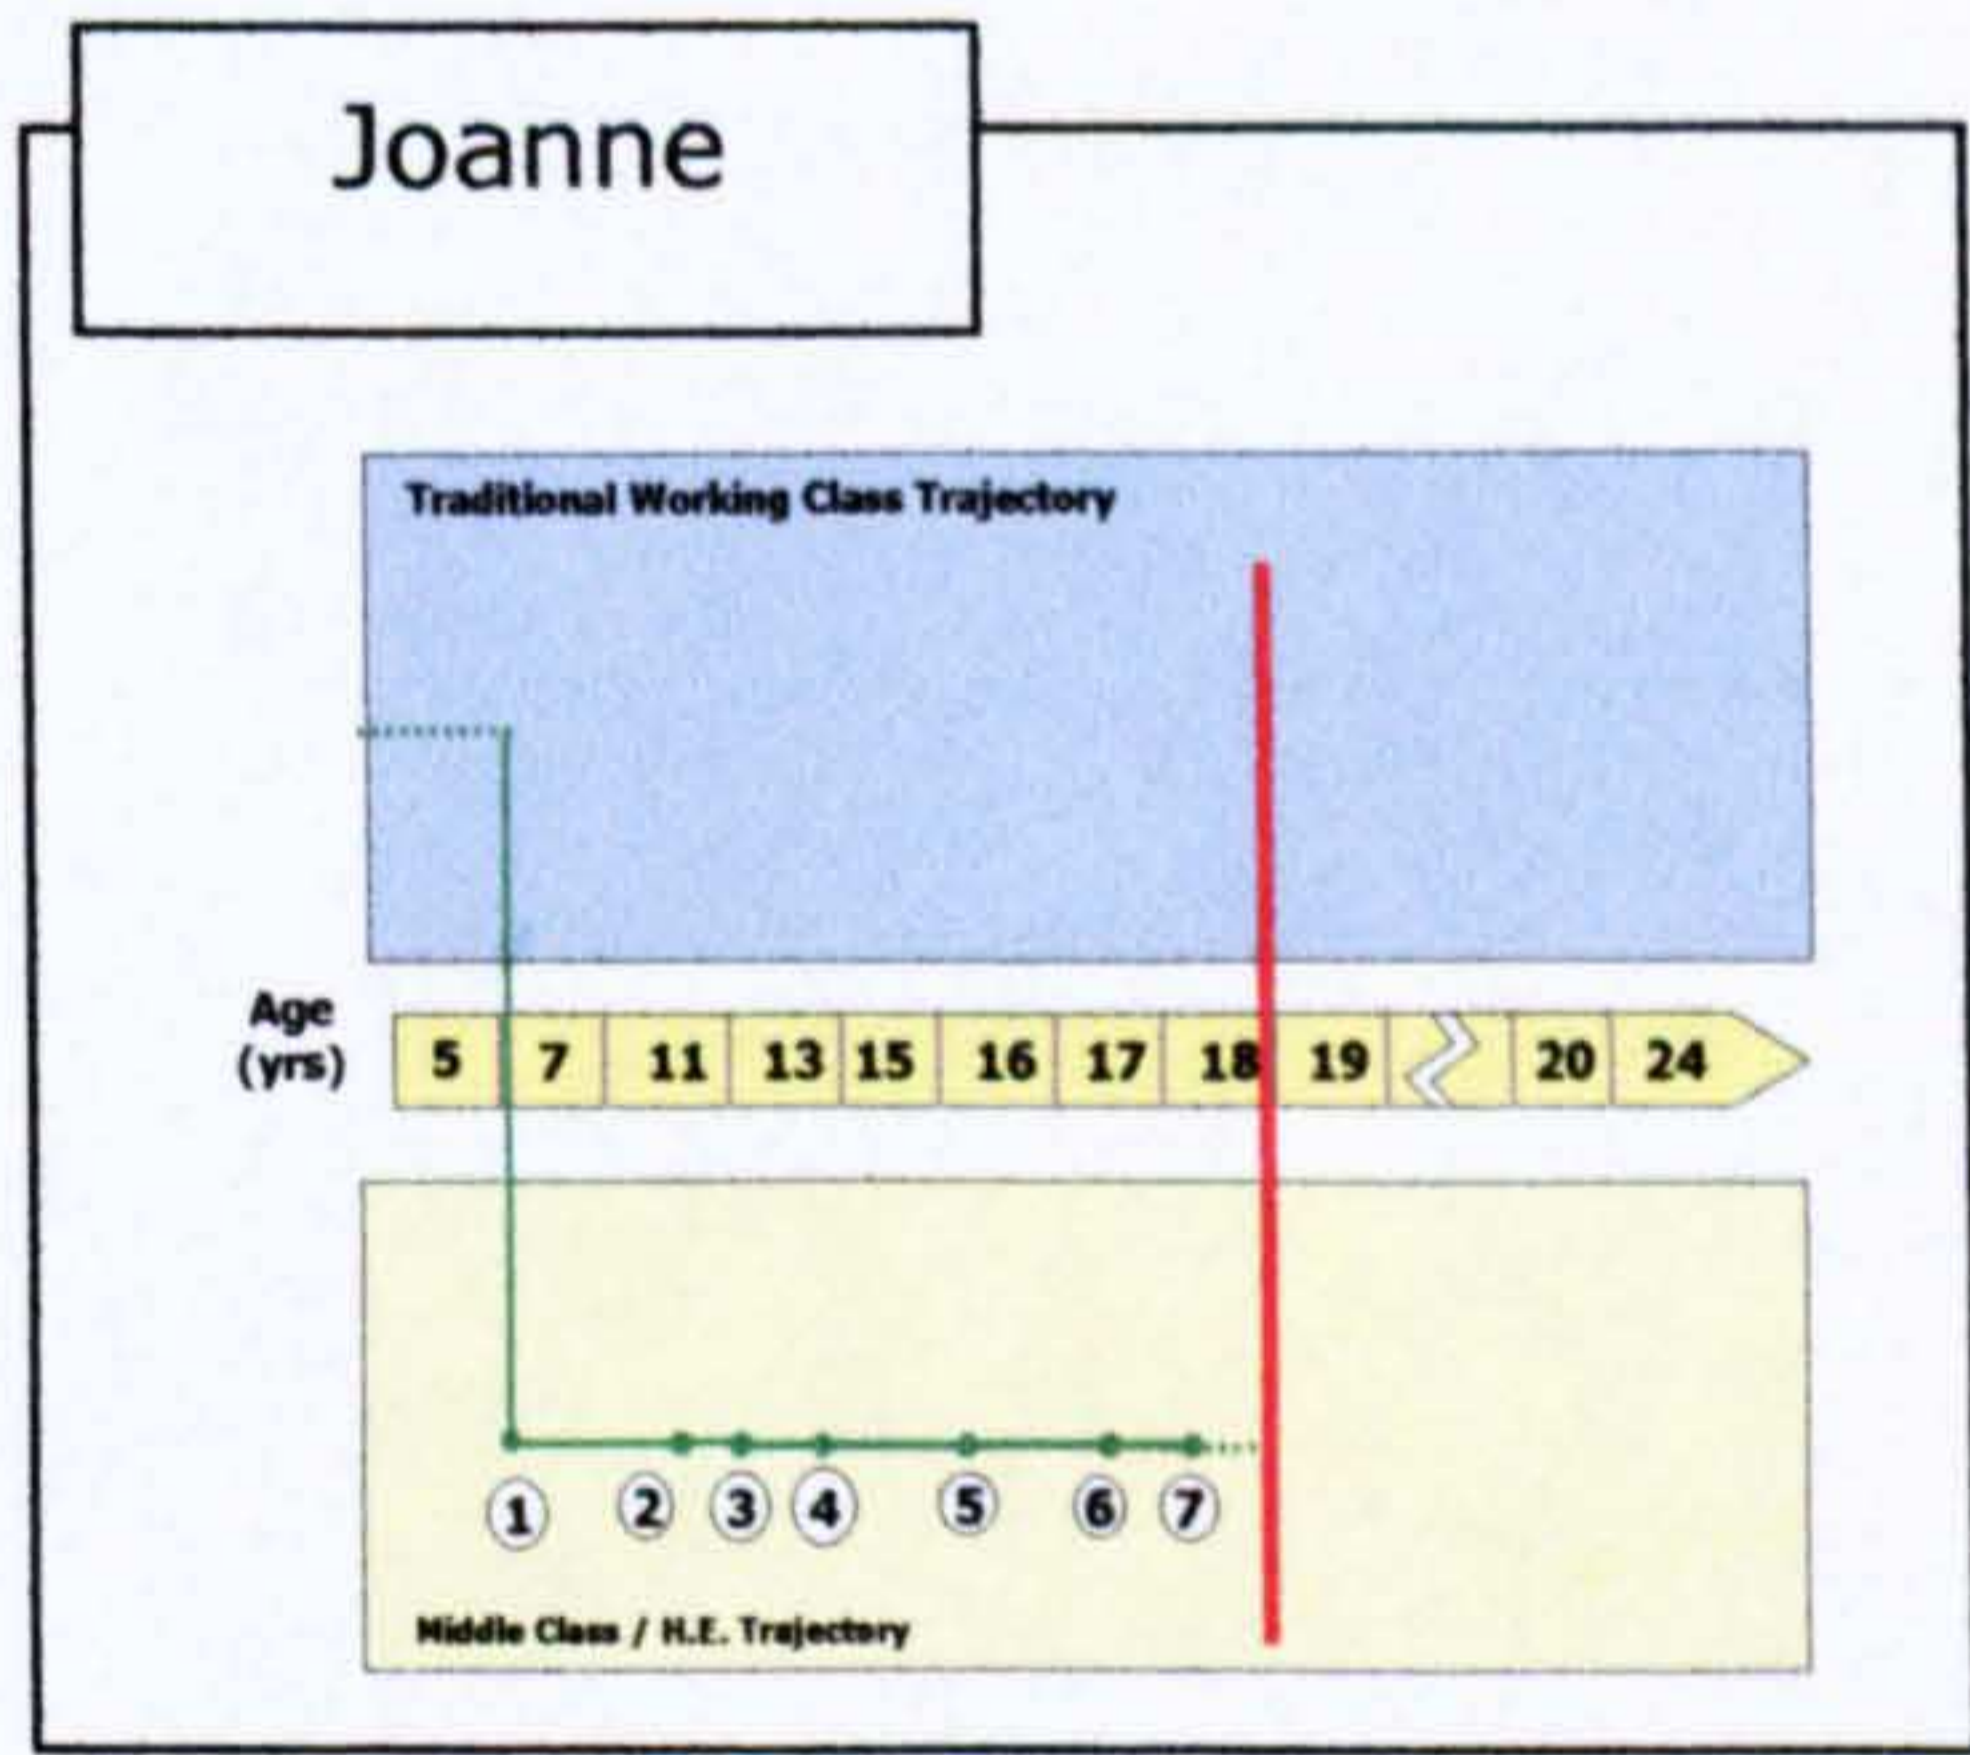 Joanne
Traditional Working Class Trajectory
Age
(yrs)
5 7 11 13 15 16 17 18 19 20 24
1 2 3 4 5 6 7
Middle Class / H.E. Trajectory